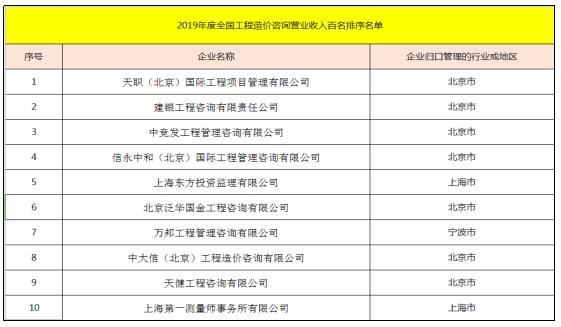 2019年度全国工程造价咨询营业收入百名排序名单
序号 企业名称 企业归口管理的行业或地区
1 天职（北京）国际工程项目管理有限公司 北京市
2 建银工程咨询有限责任公司 北京市
3 中竞发工程管理咨询有限公司 北京市
4 信永中和（北京）国际工程管理咨询有限公司 北京市
5 上海东方投资监理有限公司 上海市
6 北京泛华国金工程咨询有限公司 北京市
7 万邦工程管理咨询有限公司 宁波市
8 中大信（北京）工程造价咨询有限公司 北京市
9 天健工程咨询有限公司 北京市
10 上海第一测量师事务所有限公司 上海市